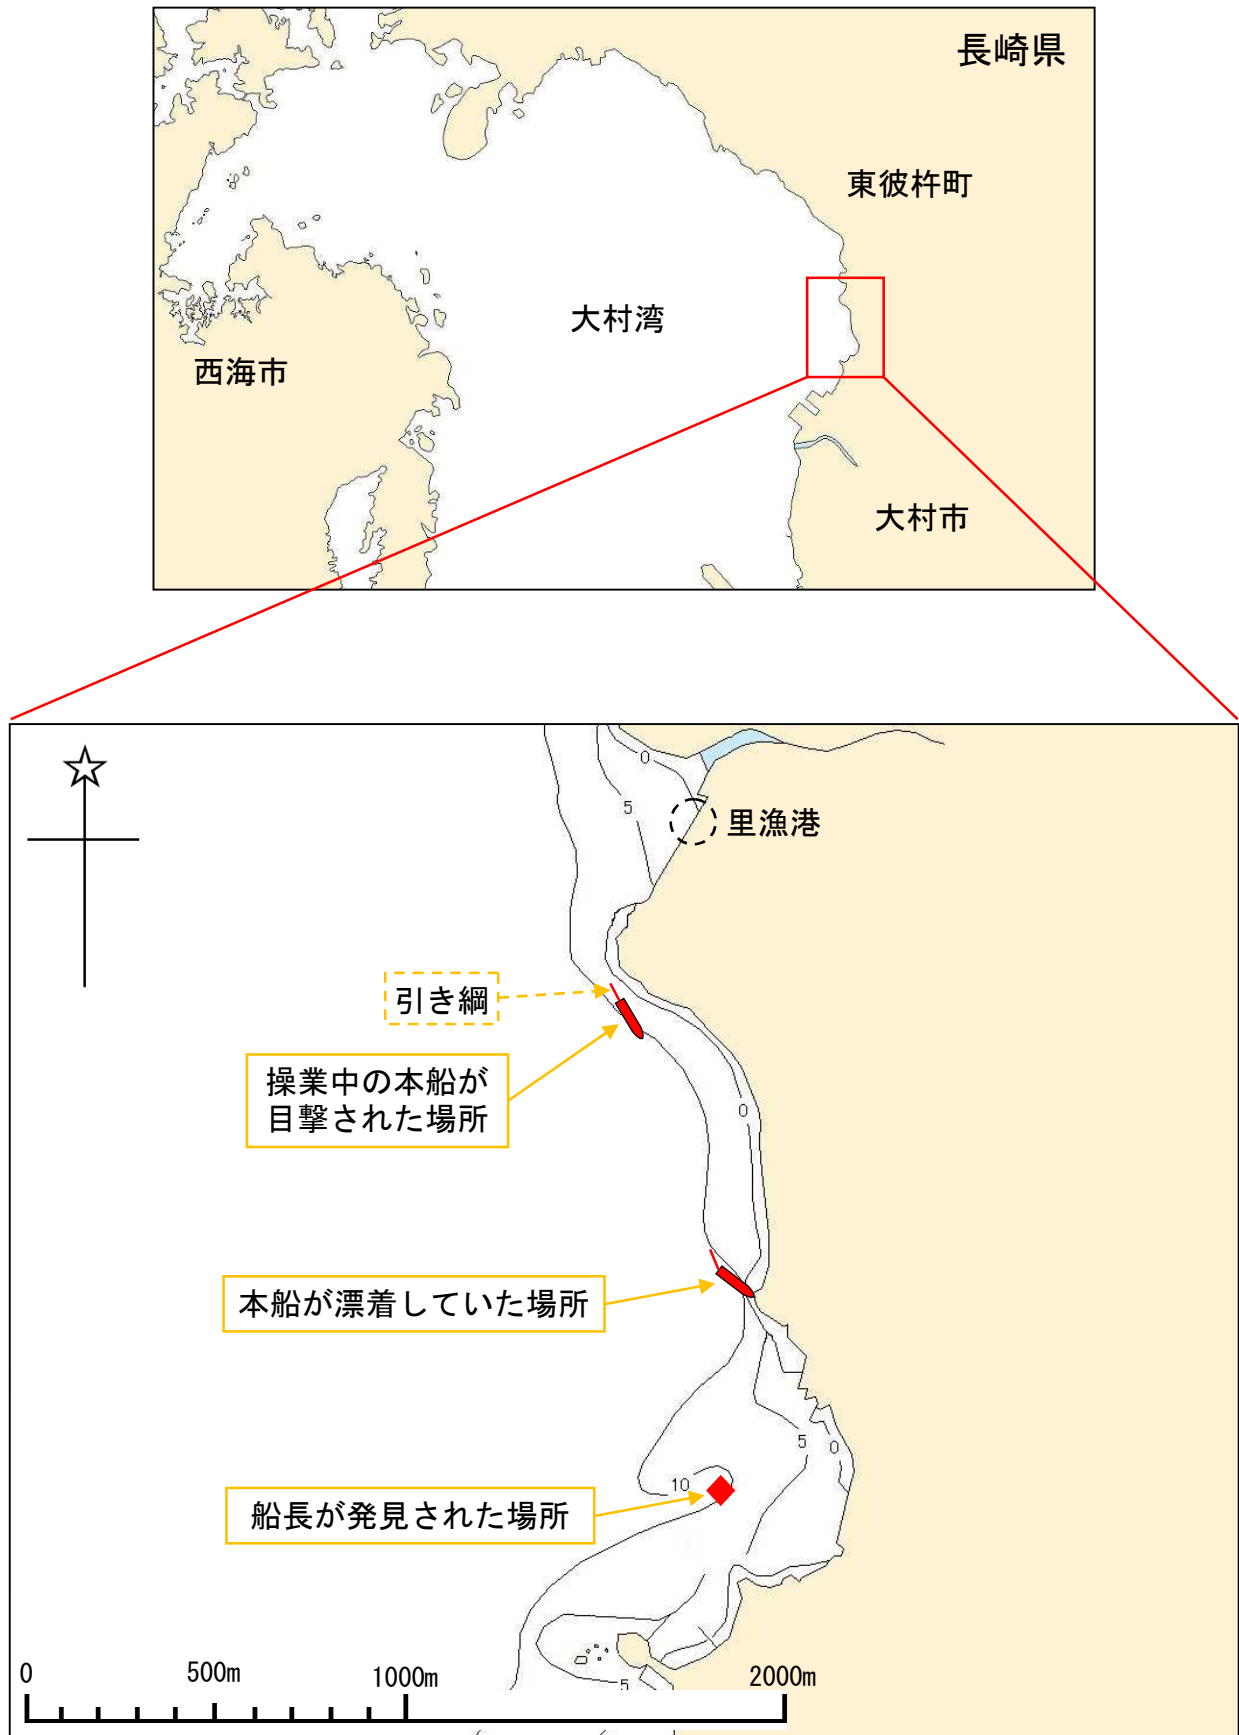 長崎県
東彼杵町
大村湾
西海市
大村市
0
5
里漁港
引き綱
操業中の本船が
目撃された場所
0
本船が漂着していた場所
5
0
10
船長が発見された場所
5
0
500m
1000m
2000m